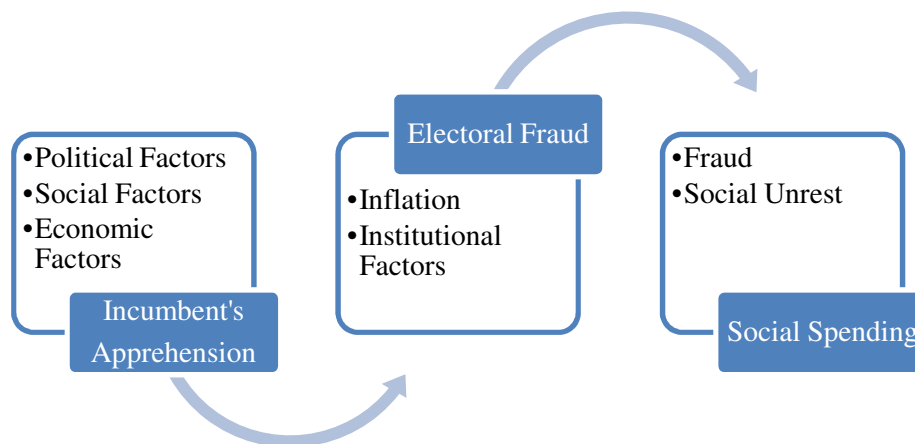 •Political Factors
•Social Factors
•Economic
Factors
Incumbent's
Apprehension
Electoral Fraud
•Inflation
•Institutional
Factors
•Fraud
•Social Unrest
Social Spending